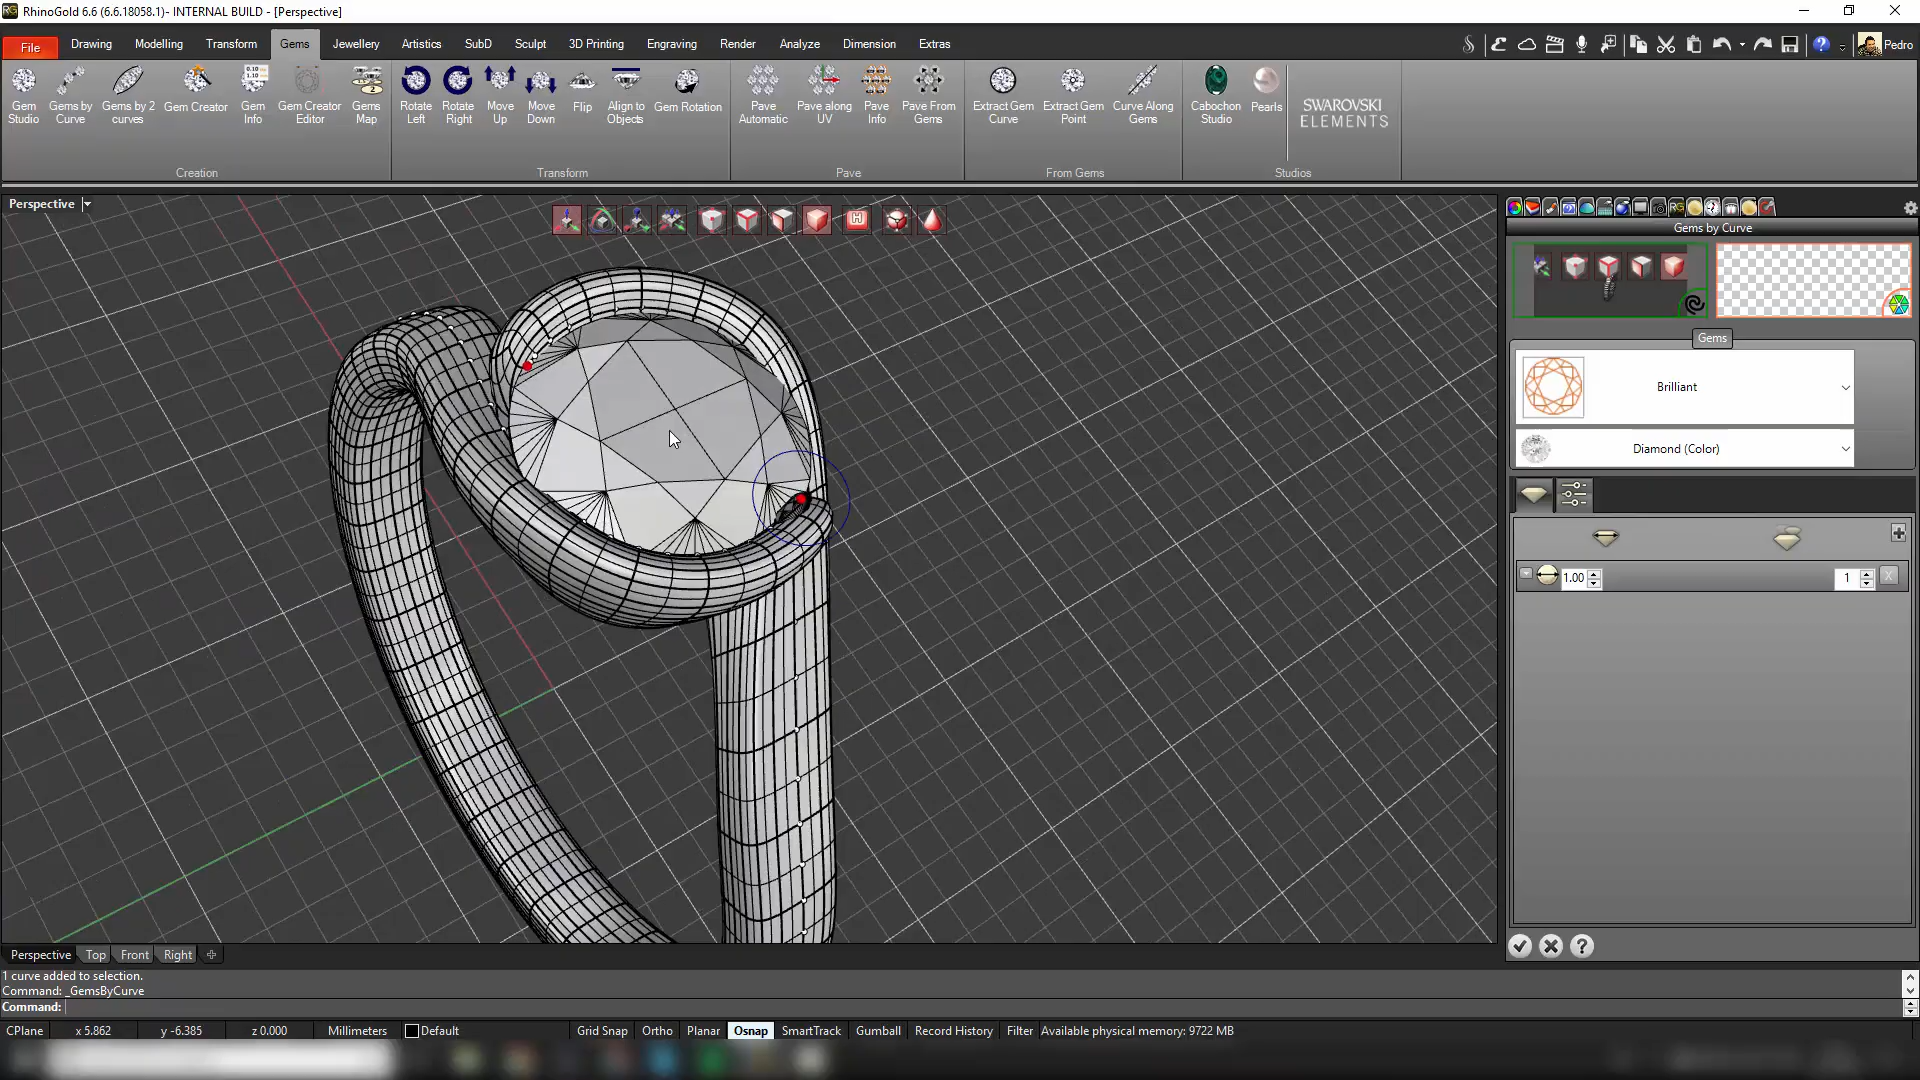 RhinoGold 6.6 (6.6.18058.1)- INTERNAL BUILD - [Perspective]
File Drawing Modelling Transform Gems Jewellery Artistics SubD Sculpt 3D Printing Engraving Render Analyze Dimension Extras Pedro
Gem Studio
Gems by Curve
Gems by 2 curves
Gem Creator
Gem Info
Gem Creator Editor
Gems Map
Rotate Left
Rotate Right
Move Up
Move Down
Flip
Align to Objects
Gem Rotation
Pave Automatic
Pave along UV
Pave Info
Pave From Gems
Extract Gem Curve
Extract Gem Point
Curve Along Gems
Cabochon Studio
Pearls
SWAROVSKI
ELEMENTS
Creation Transform Pave From Gems Studios
Perspective
Gems by Curve
Gems
Brilliant
Diamond (Color)
1.00 1 X
Perspective Top Front Right
1 curve added to selection.
Command: _GemsByCurve
Command:
CPlane x 5.862 y -6.385 z 0.000 Millimeters Default Grid Snap Ortho Planar Osnap SmartTrack Gumball Record History Filter Available physical memory: 9722 MB